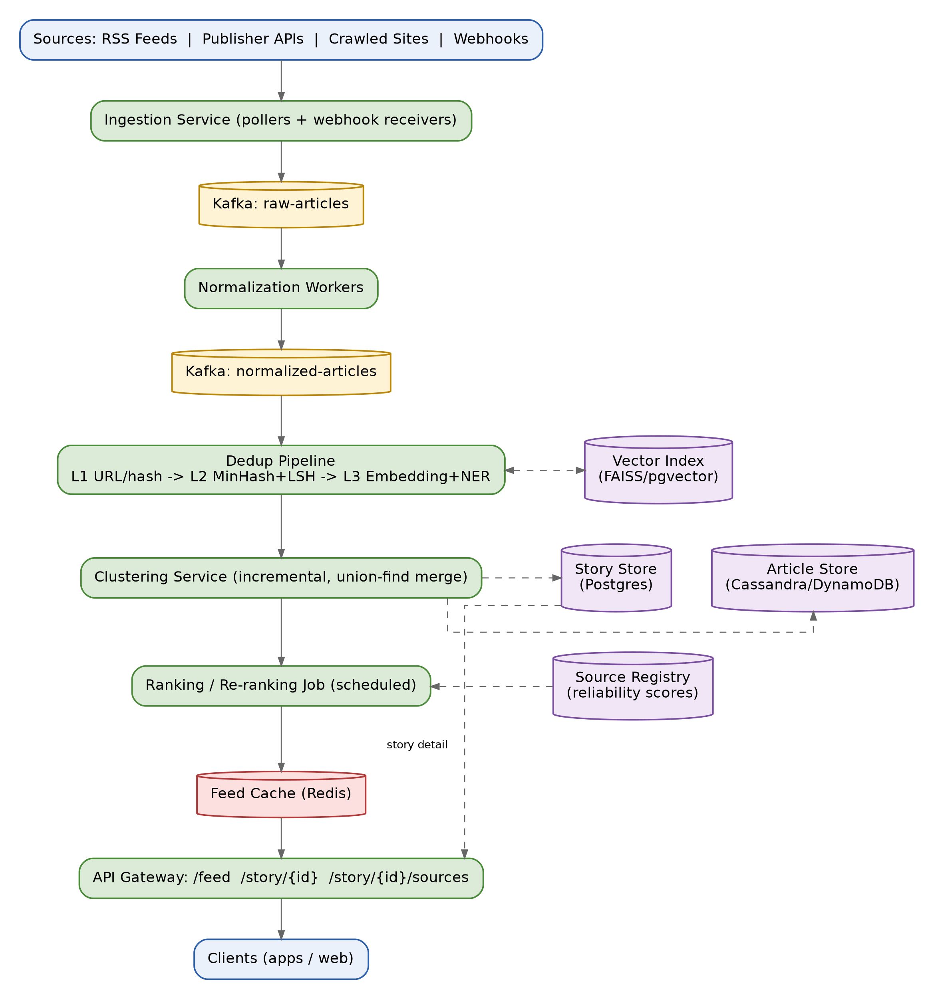 Sources: RSS Feeds  |  Publisher APIs  |  Crawled Sites  |  Webhooks
Ingestion Service (pollers + webhook receivers)
Kafka: raw-articles
Normalization Workers
Kafka: normalized-articles
Dedup Pipeline
L1 URL/hash -> L2 MinHash+LSH -> L3 Embedding+NER
Vector Index
(FAISS/pgvector)
Clustering Service (incremental, union-find merge)
Story Store
(Postgres)
Article Store
(Cassandra/DynamoDB)
Ranking / Re-ranking Job (scheduled)
Source Registry
(reliability scores)
story detail
Feed Cache (Redis)
API Gateway: /feed  /story/{id}  /story/{id}/sources
Clients (apps / web)